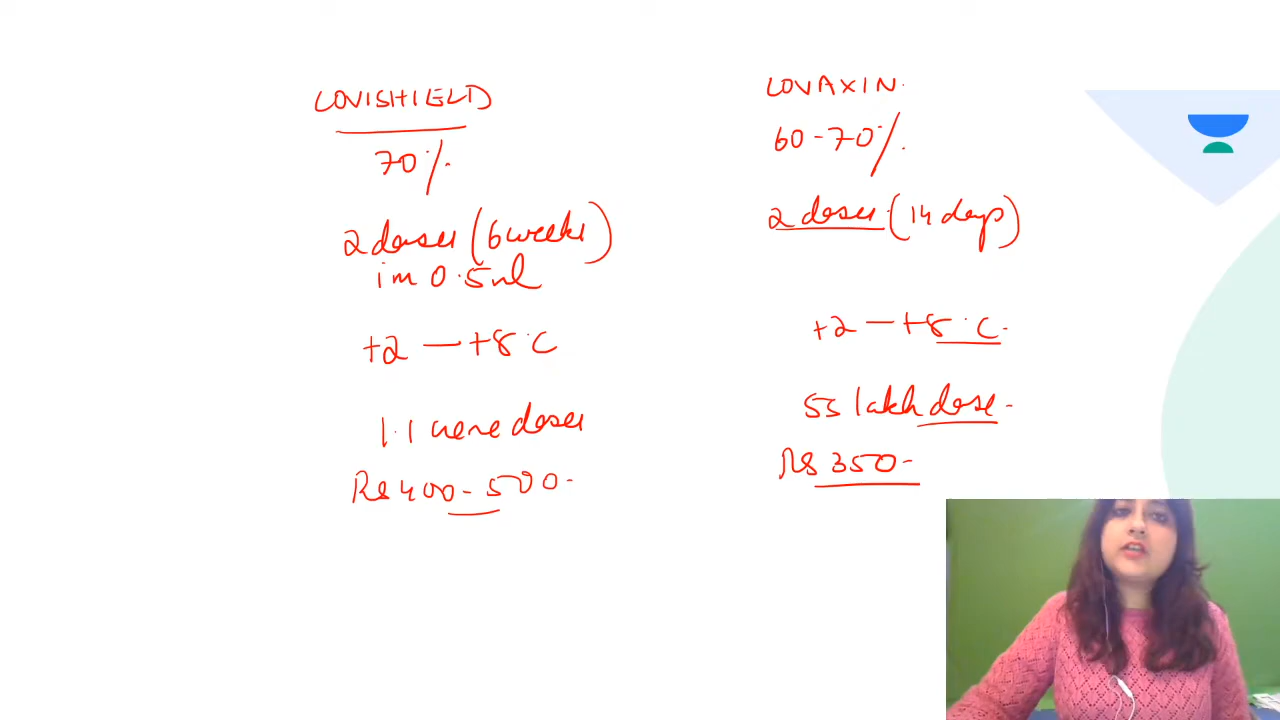 COVISHIELD
70%
2 doses (6 weeks)
im 0.5ml
+2 — +8°C
1.1 crore doses
Rs 400-500-
COVAXIN.
60-70%.
2 doses. (14 days)
+2 — +8°C.
55 lakh dose.
Rs 350-